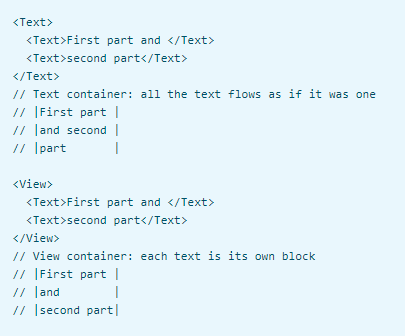 <Text>
  <Text>First part and </Text>
  <Text>second part</Text>
</Text>
// Text container: all the text flows as if it was one
// |First part |
// |and second |
// |part       |

<View>
  <Text>First part and </Text>
  <Text>second part</Text>
</View>
// View container: each text is its own block
// |First part |
// |and        |
// |second part|